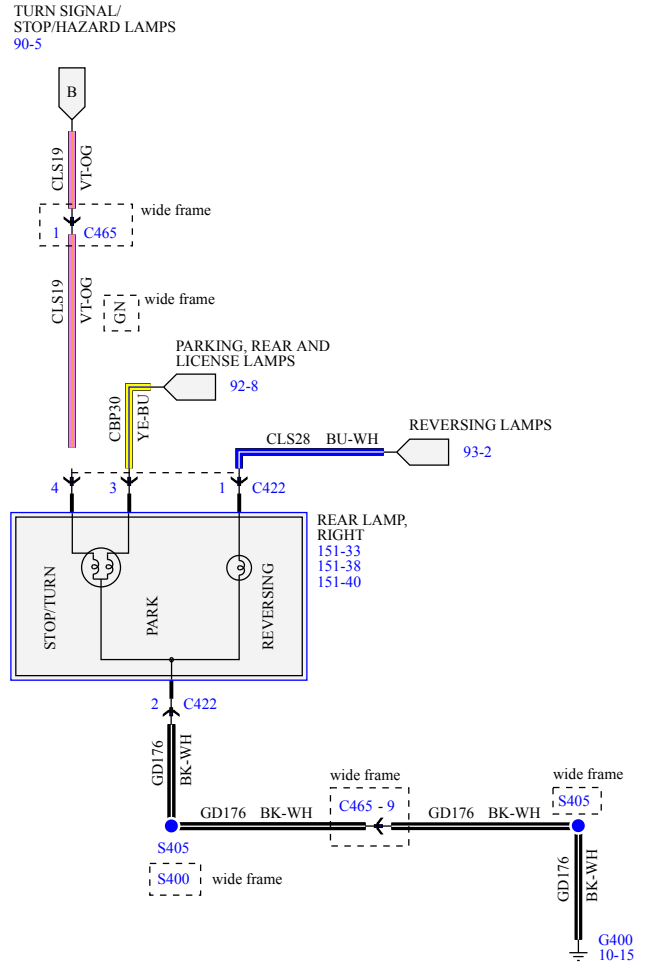 TURN SIGNAL/
STOP/HAZARD LAMPS
90-5
B
CLS19
VT-OG
wide frame
1 C465
CLS19
VT-OG
GN
wide frame
PARKING, REAR AND
LICENSE LAMPS
92-8
CBP30
YE-BU
REVERSING LAMPS
93-2
CLS28 BU-WH
4 3 1 C422
REAR LAMP,
RIGHT
151-33
151-38
151-40
STOP/TURN
PARK
REVERSING
2 C422
GD176
BK-WH
wide frame
C465 - 9
wide frame
S405
GD176 BK-WH
GD176 BK-WH
S405
S400 wide frame
GD176
BK-WH
G400
10-15